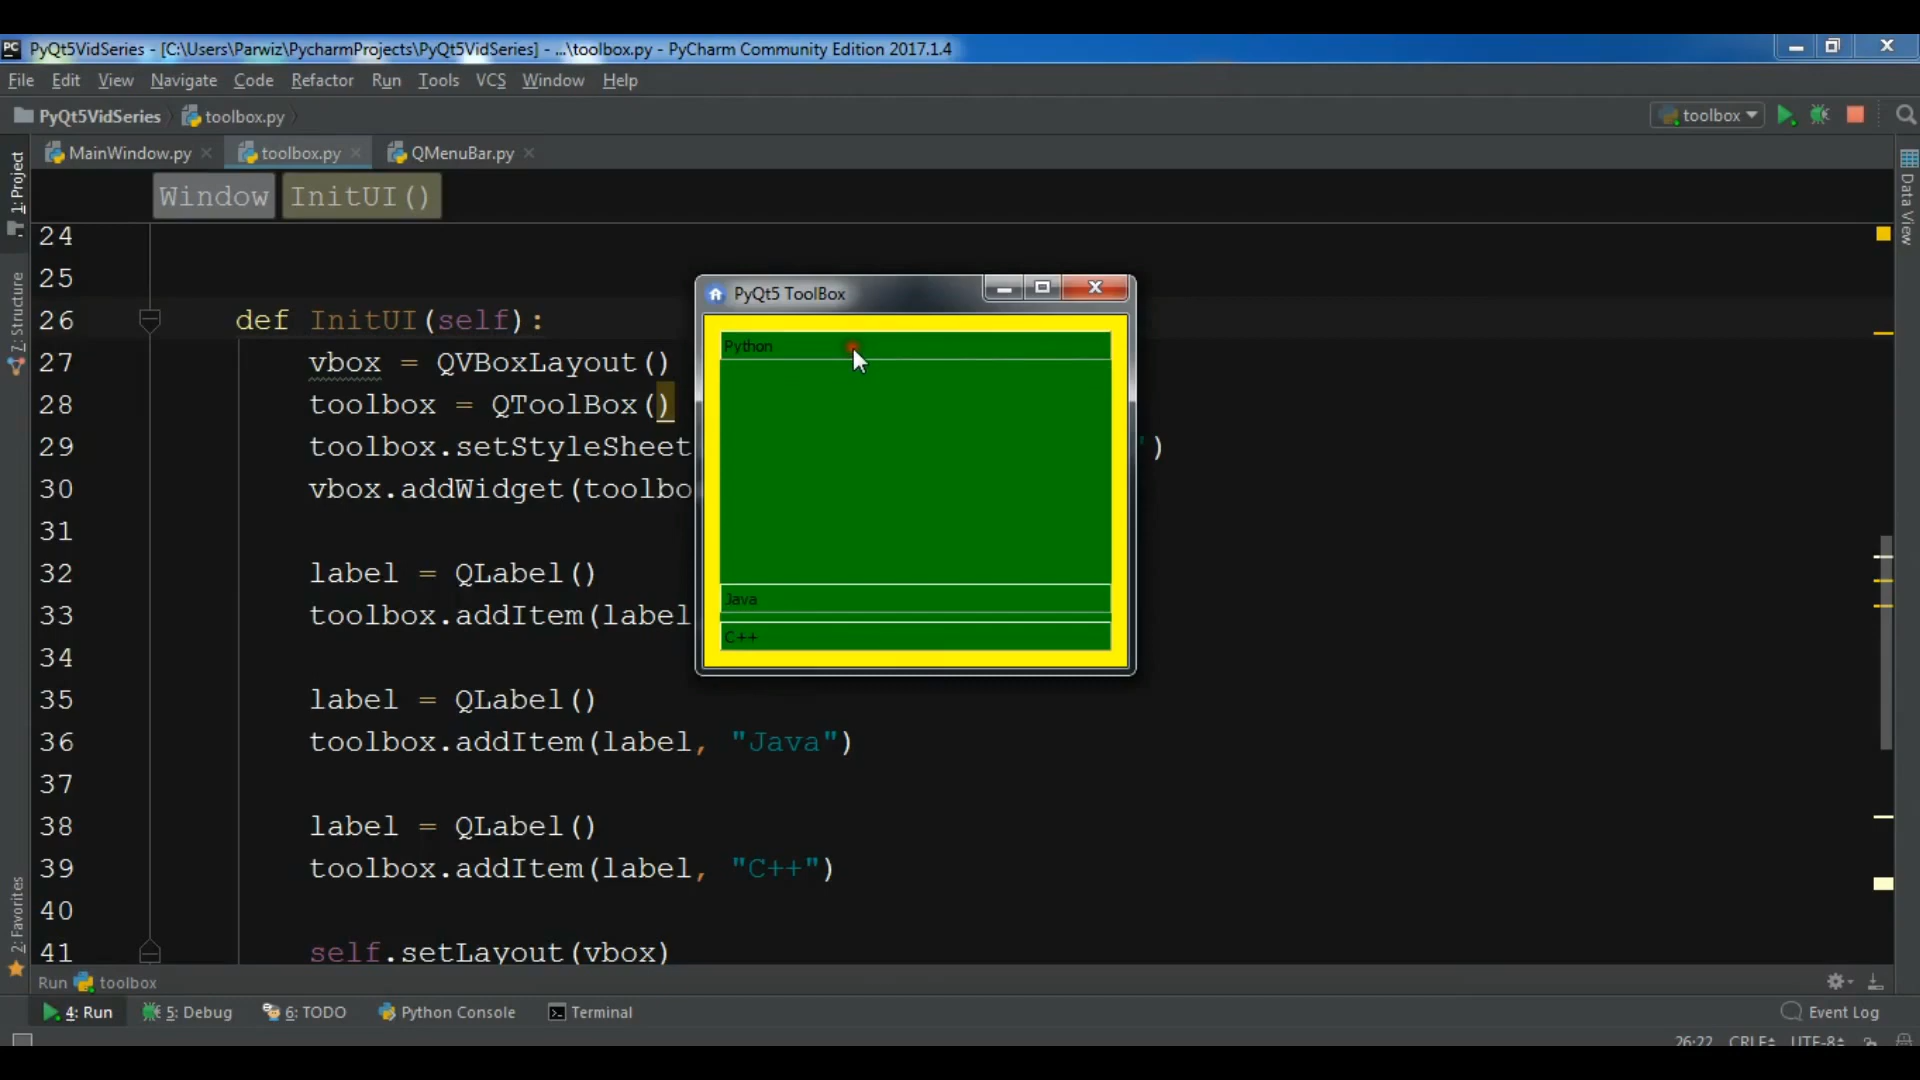 PyQt5VidSeries - [C:\Users\Parwiz\PycharmProjects\PyQt5VidSeries] - ...\toolbox.py - PyCharm Community Edition 2017.1.4
File Edit View Navigate Code Refactor Run Tools VCS Window Help
PyQt5VidSeries toolbox.py
toolbox
MainWindow.py toolbox.py QMenuBar.py
Window InitUI()
1: Project
7: Structure
2: Favorites
Data View
24
25
26 def InitUI(self):
27 vbox = QVBoxLayout()
28 toolbox = QToolBox()
29 toolbox.setStyleSheet ')
30 vbox.addWidget(toolbo
31
32 label = QLabel()
33 toolbox.addItem(label
34
35 label = QLabel()
36 toolbox.addItem(label, "Java")
37
38 label = QLabel()
39 toolbox.addItem(label, "C++")
40
41 self.setLayout(vbox)
PyQt5 ToolBox
Python
Java
C++
Run toolbox
4: Run 5: Debug 6: TODO Python Console Terminal Event Log
26:22 CRLF UTF-8